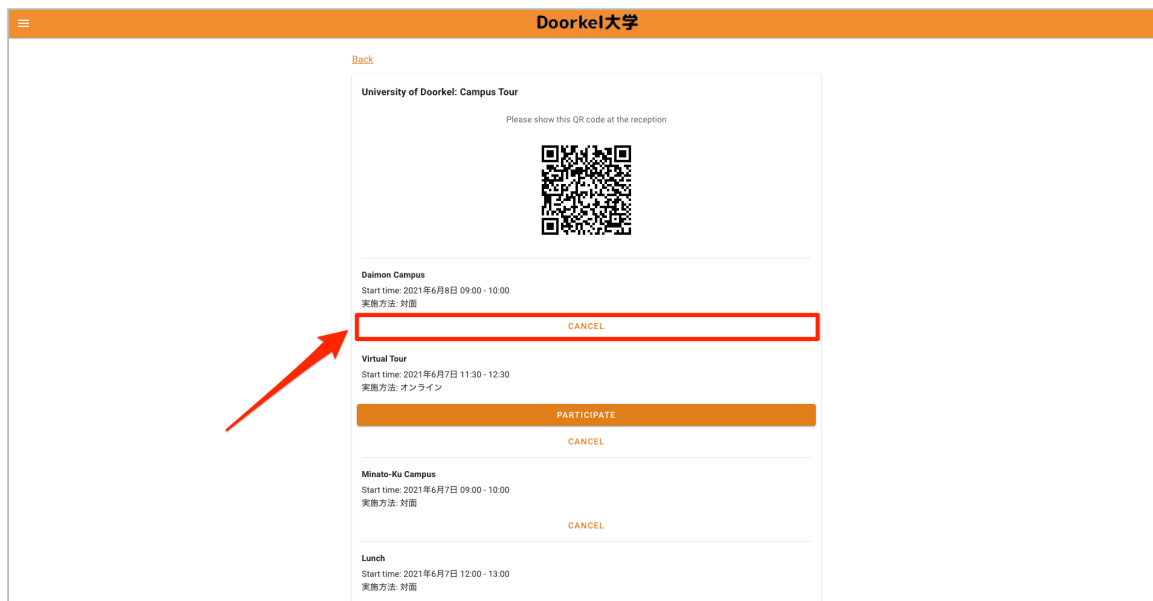 Doorkel大学
Back
University of Doorkel: Campus Tour
Please show this QR code at the reception
Daimon Campus
Start time: 2021年6月8日 09:00 - 10:00
実施方法: 対面
CANCEL
Virtual Tour
Start time: 2021年6月7日 11:30 - 12:30
実施方法: オンライン
PARTICIPATE
CANCEL
Minato-Ku Campus
Start time: 2021年6月7日 09:00 - 10:00
実施方法: 対面
CANCEL
Lunch
Start time: 2021年6月7日 12:00 - 13:00
実施方法: 対面